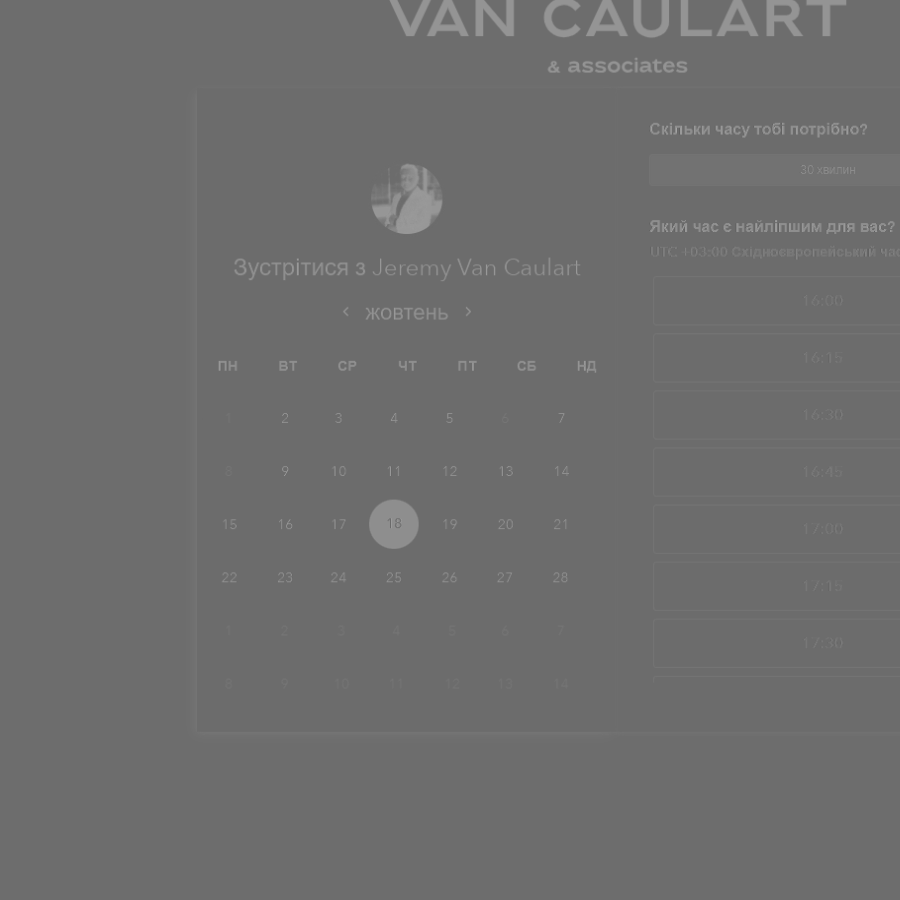 VAN CAULART
& associates
Зустрітися з Jeremy Van Caulart
жовтень
ПН ВТ СР ЧТ ПТ СБ НД
1 2 3 4 5 6 7
8 9 10 11 12 13 14
15 16 17 18 19 20 21
22 23 24 25 26 27 28
1 2 3 4 5 6 7
8 9 10 11 12 13 14
Скільки часу тобі потрібно?
30 хвилин
Який час є найліпшим для вас?
UTC +03:00 Східноєвропейський час
16:00
16:15
16:30
16:45
17:00
17:15
17:30